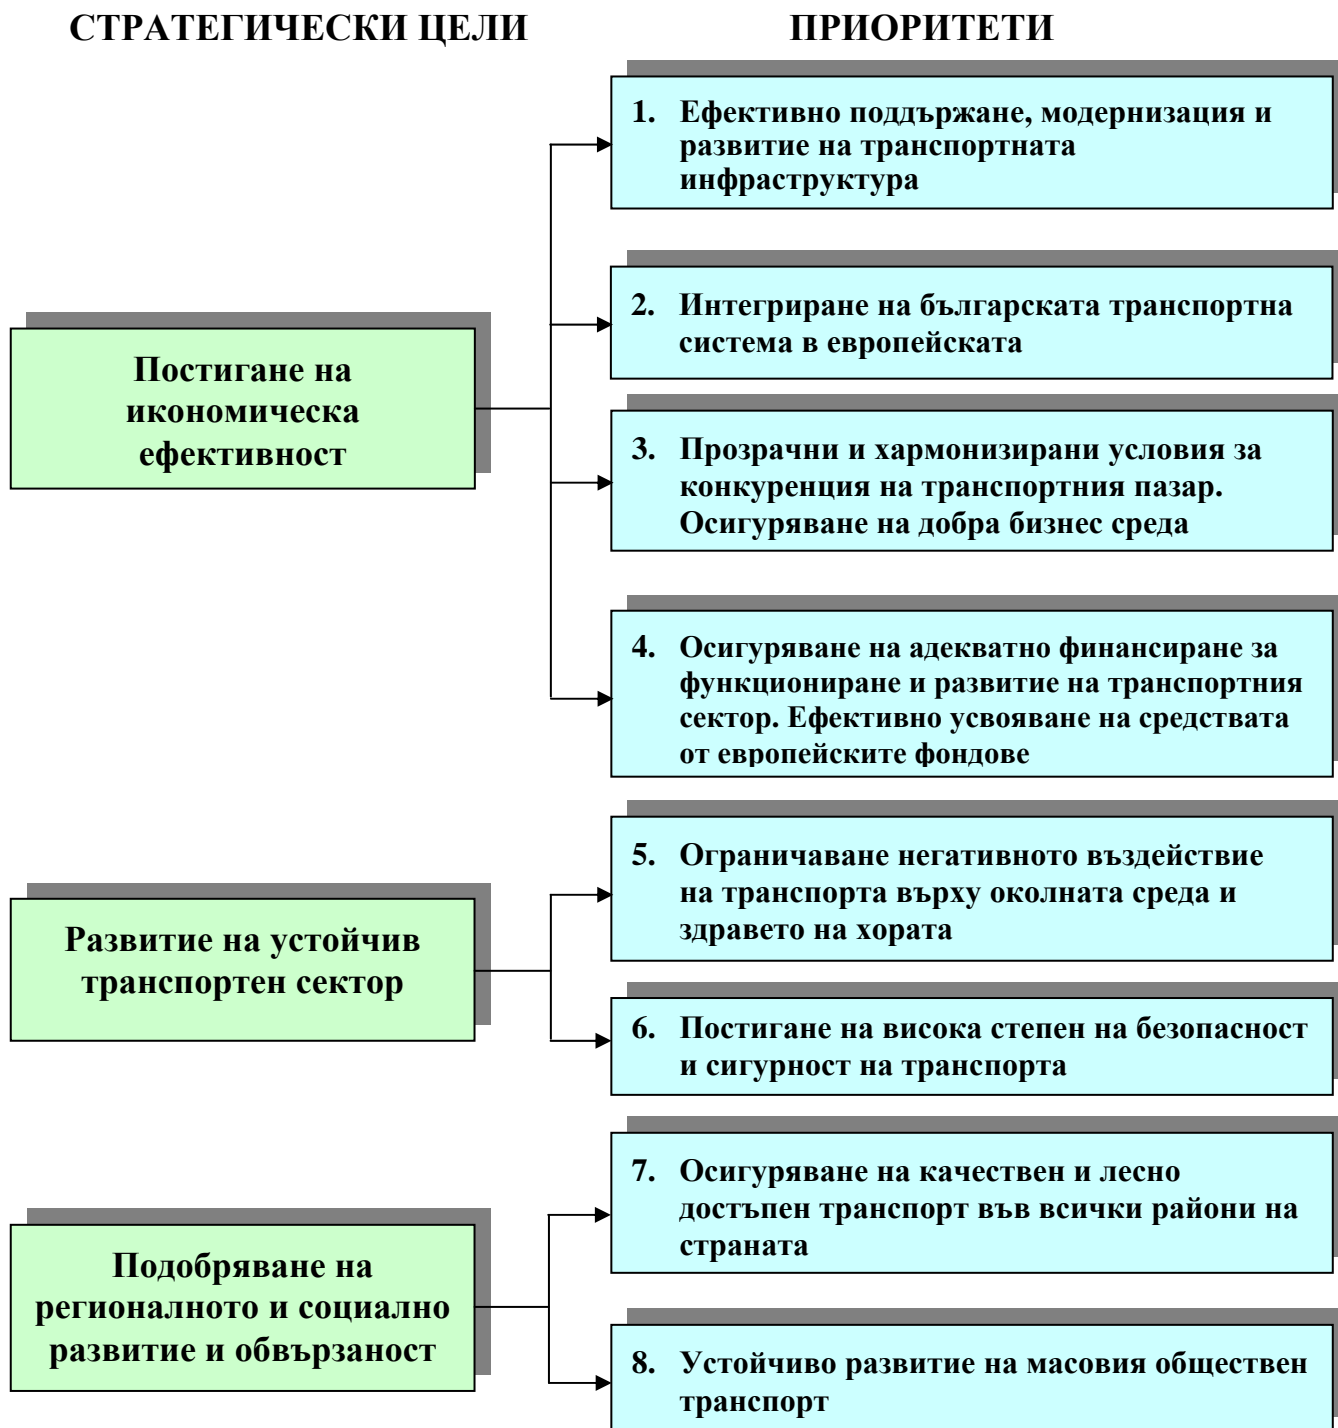 СТРАТЕГИЧЕСКИ ЦЕЛИ
ПРИОРИТЕТИ
Постигане на
икономическа
ефективност
1. Ефективно поддържане, модернизация и
развитие на транспортната
инфраструктура
2. Интегриране на българската транспортна
система в европейската
3. Прозрачни и хармонизирани условия за
конкуренция на транспортния пазар.
Осигуряване на добра бизнес среда
4. Осигуряване на адекватно финансиране за
функциониране и развитие на транспортния
сектор. Ефективно усвояване на средствата
от европейските фондове
Развитие на устойчив
транспортен сектор
5. Ограничаване негативното въздействие
на транспорта върху околната среда и
здравето на хората
6. Постигане на висока степен на безопасност
и сигурност на транспорта
Подобряване на
регионалното и социално
развитие и обвързаност
7. Осигуряване на качествен и лесно
достъпен транспорт във всички райони на
страната
8. Устойчиво развитие на масовия обществен
транспорт